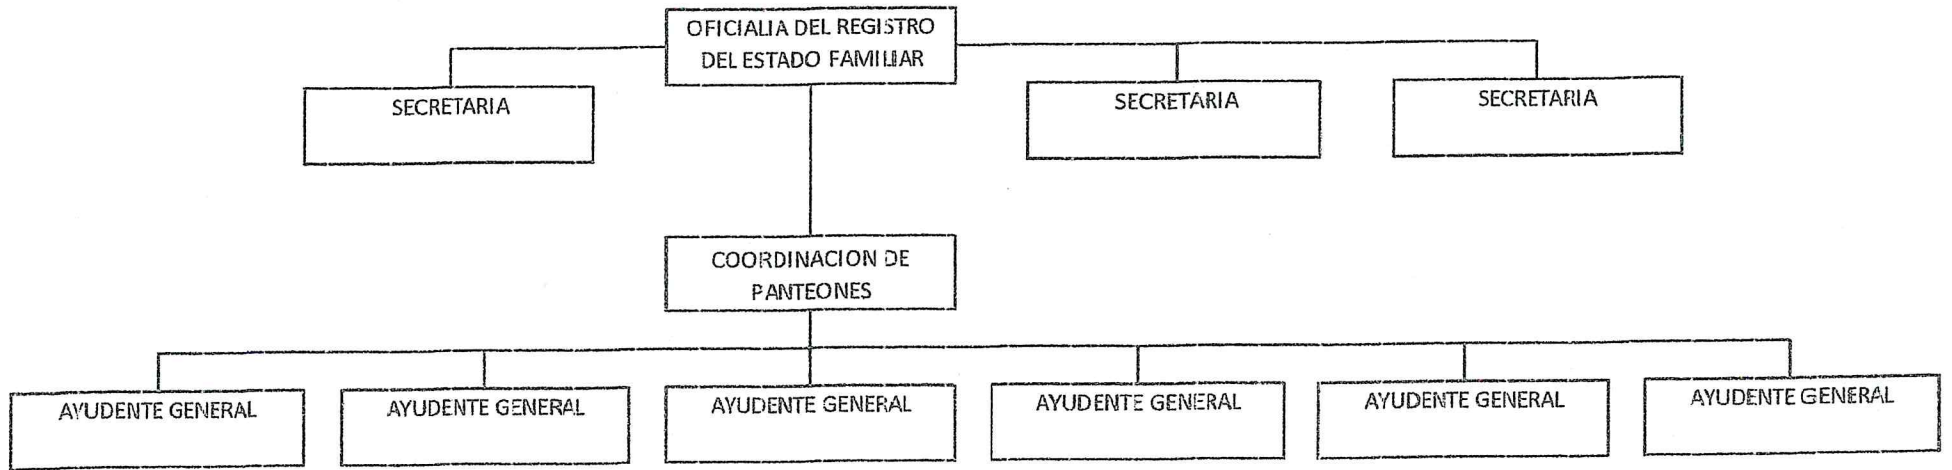 OFICIALIA DEL REGISTRO
DEL ESTADO FAMILIAR
SECRETARIA
SECRETARIA
SECRETARIA
COORDINACION DE
PANTEONES
AYUDENTE GENERAL
AYUDENTE GENERAL
AYUDENTE GENERAL
AYUDENTE GENERAL
AYUDENTE GENERAL
AYUDENTE GENERAL